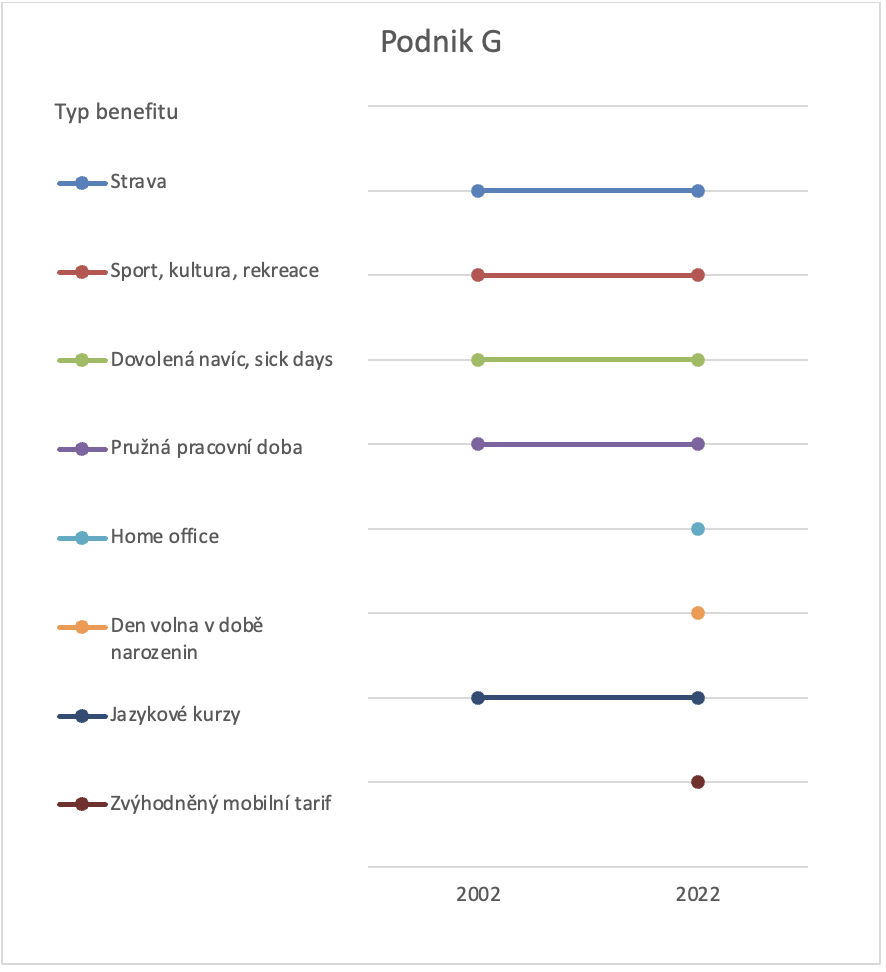 Podnik G
Typ benefitu
Strava
Sport, kultura, rekreace
Dovolená navíc, sick days
Pružná pracovní doba
Home office
Den volna v době
narozenin
Jazykové kurzy
Zvýhodněný mobilní tarif
2002 2022